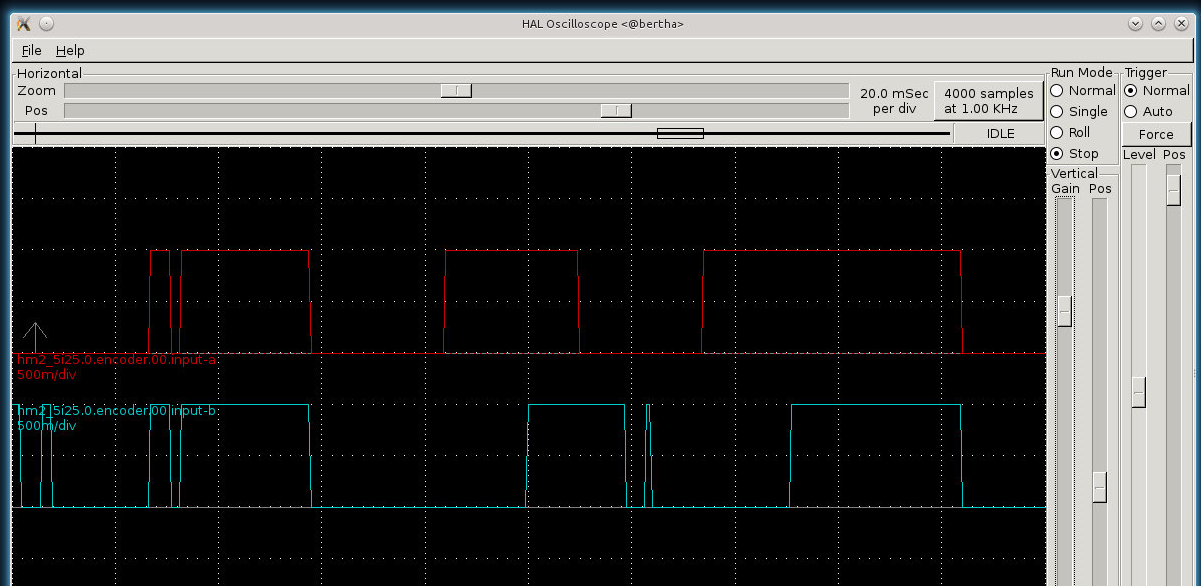 HAL Oscilloscope <@bertha>
File Help
Horizontal
Zoom
Pos
20.0 mSec
per div
4000 samples
at 1.00 KHz
IDLE
Run Mode
Normal
Single
Roll
Stop
Trigger
Normal
Auto
Force
Level Pos
Vertical
Gain Pos
hm2_5i25.0.encoder.00.input-a
500m/div
hm2_5i25.0.encoder.00.input-b
500m/div